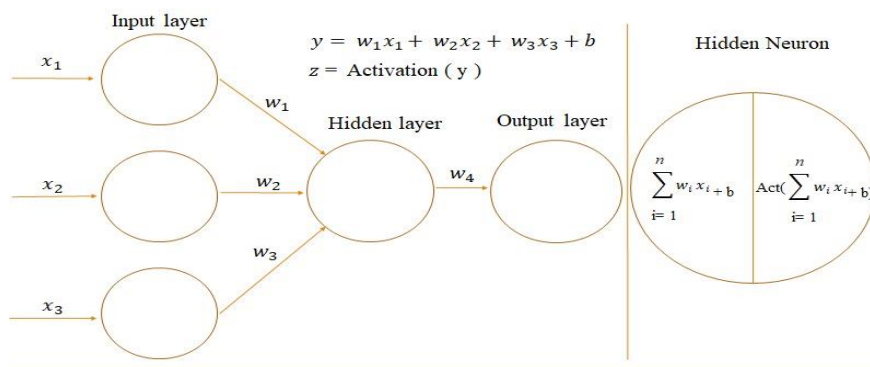 Input layer
x₁
x₂
x₃
w₁
w₂
w₃
y = w₁x₁ + w₂x₂ + w₃x₃ + b
z = Activation ( y )
Hidden layer
w₄
Output layer
Hidden Neuron
n
∑ wᵢ xᵢ + b
i= 1
n
Act(∑ wᵢ xᵢ + b)
i= 1